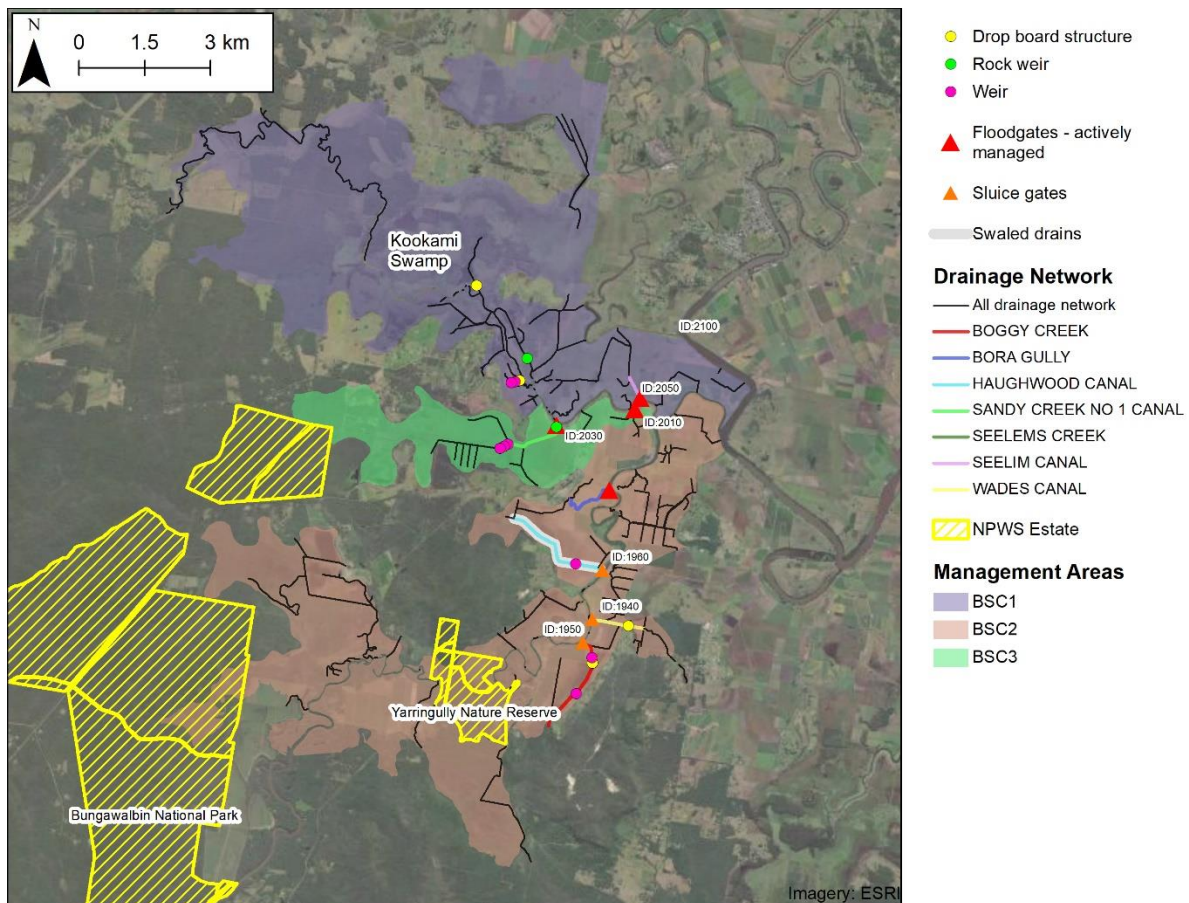 N
0 1.5 3 km
Kookami
Swamp
ID:2100
ID:2050
ID:2010
ID:2030
ID:1960
ID:1940
ID:1950
Yarringully Nature Reserve
Bungawalbin National Park
Imagery: ESRI
Drop board structure
Rock weir
Weir
Floodgates - actively
managed
Sluice gates
Swaled drains
Drainage Network
All drainage network
BOGGY CREEK
BORA GULLY
HAUGHWOOD CANAL
SANDY CREEK NO 1 CANAL
SEELEMS CREEK
SEELIM CANAL
WADES CANAL
NPWS Estate
Management Areas
BSC1
BSC2
BSC3